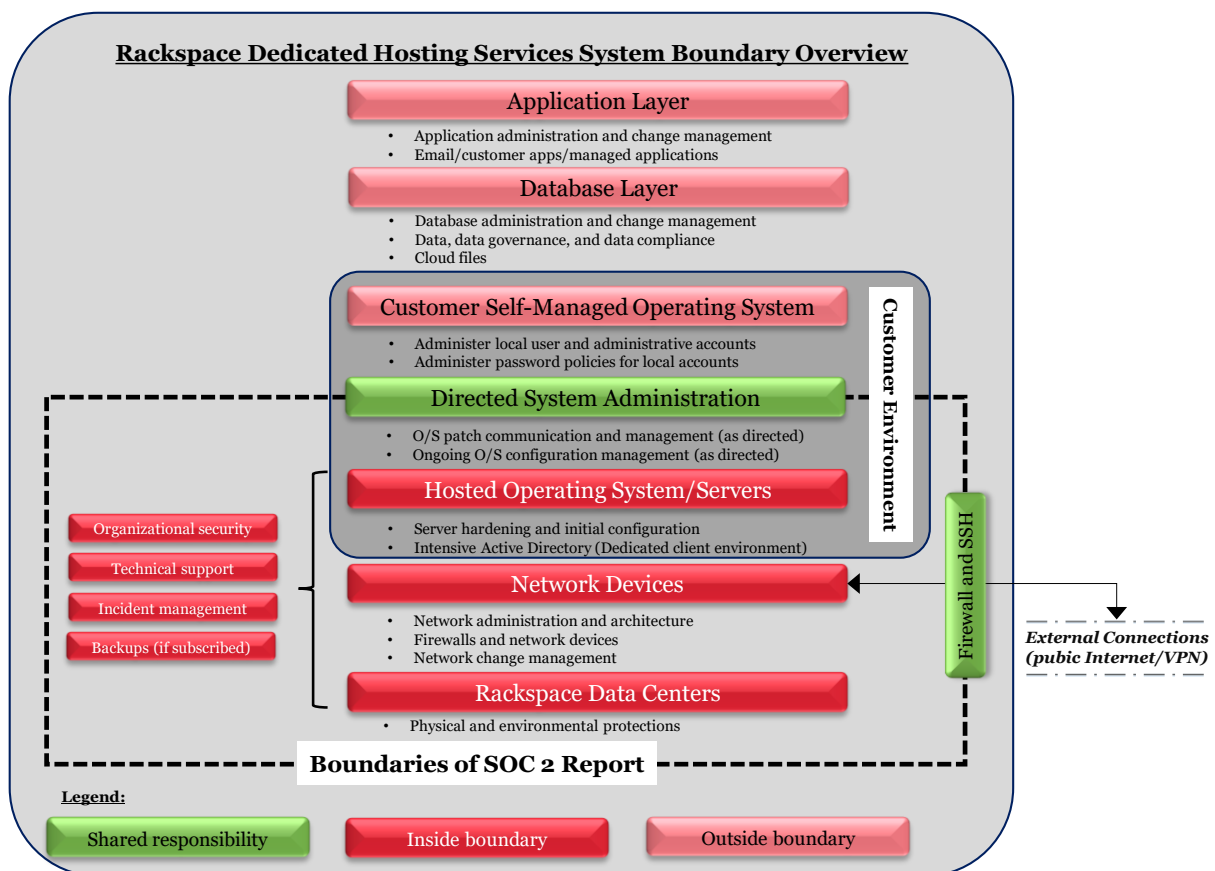 Rackspace Dedicated Hosting Services System Boundary Overview
Application Layer
• Application administration and change management
• Email/customer apps/managed applications
Database Layer
• Database administration and change management
• Data, data governance, and data compliance
• Cloud files
Customer Self-Managed Operating System
• Administer local user and administrative accounts
• Administer password policies for local accounts
Customer Environment
Directed System Administration
• O/S patch communication and management (as directed)
• Ongoing O/S configuration management (as directed)
Hosted Operating System/Servers
• Server hardening and initial configuration
• Intensive Active Directory (Dedicated client environment)
Organizational security
Technical support
Incident management
Backups (if subscribed)
Network Devices
• Network administration and architecture
• Firewalls and network devices
• Network change management
Firewall and SSH
External Connections
(pubic Internet/VPN)
Rackspace Data Centers
• Physical and environmental protections
Boundaries of SOC 2 Report
Legend:
Shared responsibility
Inside boundary
Outside boundary